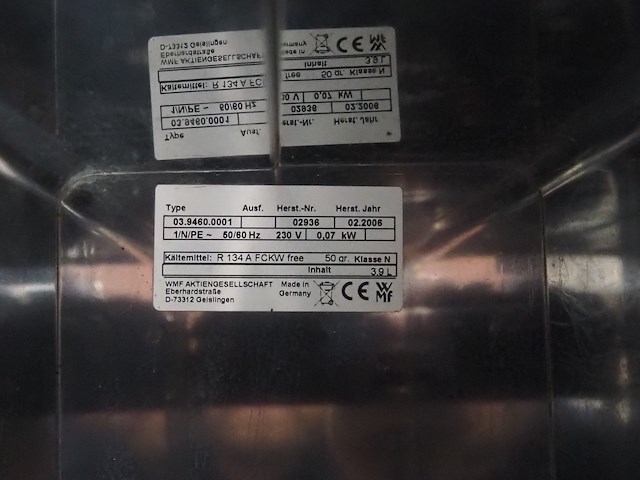 Type Ausf. Herst.-Nr. Herst. Jahr
03.9460.0001 02936 02.2006
1/N/PE ~ 50/60 Hz 230 V 0,07 kW
Kältemittel: R 134 A FCKW free 50 gr. Klasse N
Inhalt 3,9 L
WMF AKTIENGESELLSCHAFT Made in
Eberhardstraße Germany
D-73312 Geislingen
CE WMF